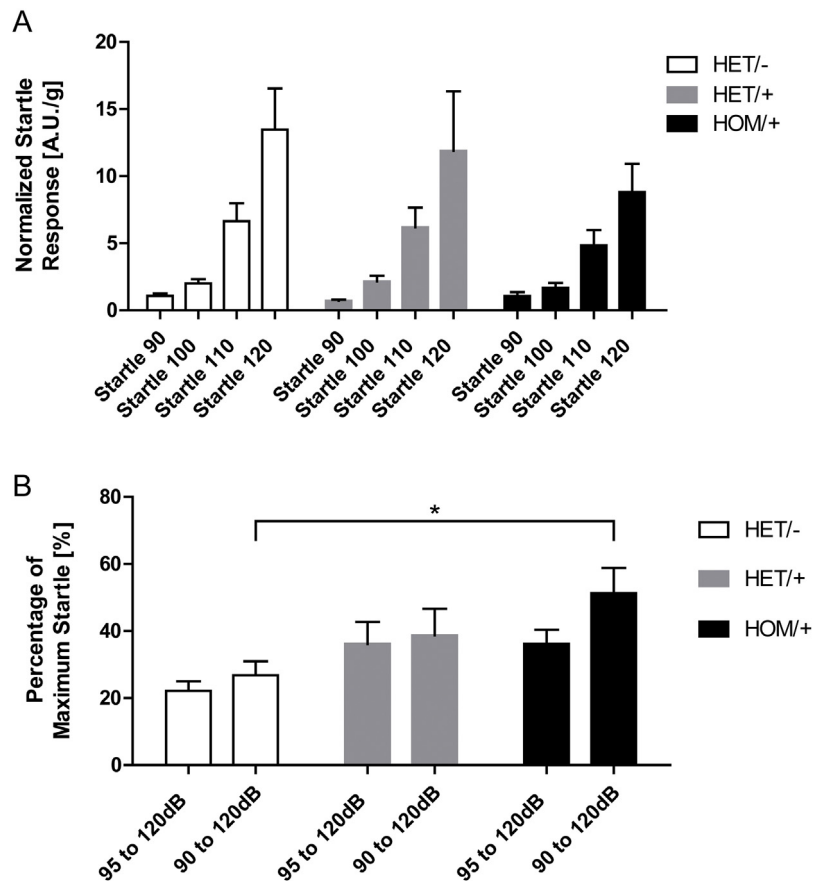 A
Normalized Startle
Response [A.U./g]
20
15
10
5
0
Startle 90
Startle 100
Startle 110
Startle 120
Startle 90
Startle 100
Startle 110
Startle 120
Startle 90
Startle 100
Startle 110
Startle 120
HET/-
HET/+
HOM/+
B
Percentage of
Maximum Startle [%]
80
60
40
20
0
*
95 to 120dB
90 to 120dB
95 to 120dB
90 to 120dB
95 to 120dB
90 to 120dB
HET/-
HET/+
HOM/+